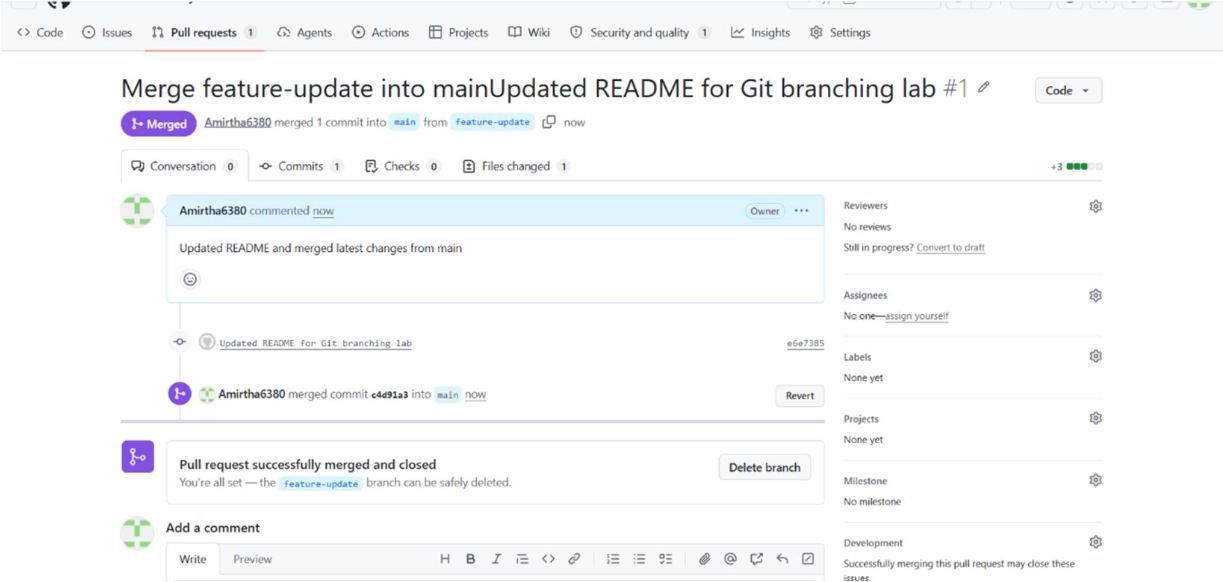 Code Issues Pull requests 1 Agents Actions Projects Wiki Security and quality 1 Insights Settings
Merge feature-update into mainUpdated README for Git branching lab #1
Code
Merged Amirtha6380 merged 1 commit into main from feature-update now
Conversation 0 Commits 1 Checks 0 Files changed 1
+3
Amirtha6380 commented now
Owner
Updated README and merged latest changes from main
Updated README for Git branching lab
e6e7385
Amirtha6380 merged commit c4d91a3 into main now
Revert
Pull request successfully merged and closed
You're all set — the feature-update branch can be safely deleted.
Delete branch
Add a comment
Write Preview
Reviewers
No reviews
Still in progress? Convert to draft
Assignees
No one—assign yourself
Labels
None yet
Projects
None yet
Milestone
No milestone
Development
Successfully merging this pull request may close these
issues.